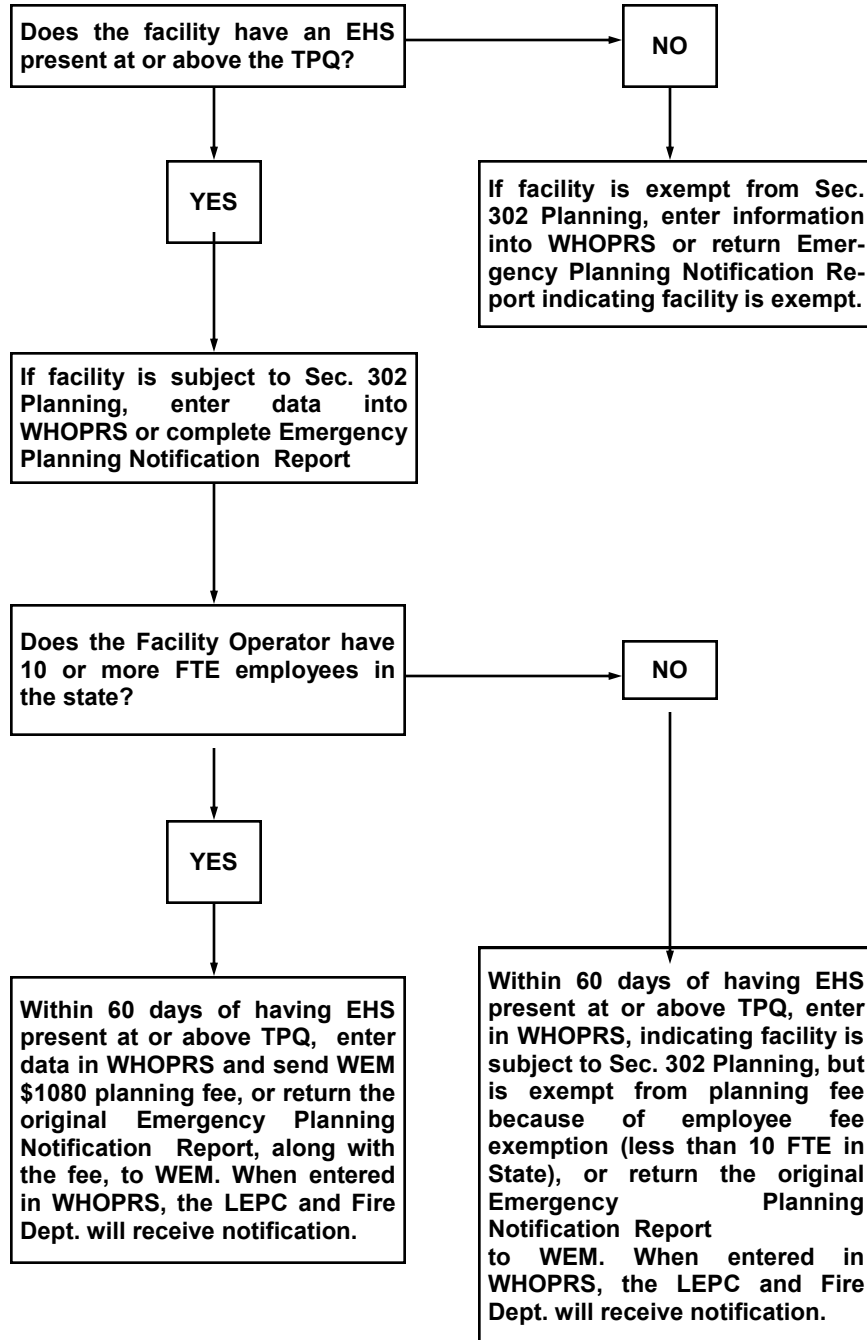 Does the facility have an EHS
present at or above the TPQ?
NO
YES
If facility is exempt from Sec.
302 Planning, enter information
into WHOPRS or return Emer-
gency Planning Notification Re-
port indicating facility is exempt.
If facility is subject to Sec. 302
Planning, enter data into
WHOPRS or complete Emergency
Planning Notification Report
Does the Facility Operator have
10 or more FTE employees in
the state?
NO
YES
Within 60 days of having EHS
present at or above TPQ, enter
data in WHOPRS and send WEM
$1080 planning fee, or return the
original Emergency Planning
Notification Report, along with
the fee, to WEM. When entered
in WHOPRS, the LEPC and Fire
Dept. will receive notification.
Within 60 days of having EHS
present at or above TPQ, enter
in WHOPRS, indicating facility is
subject to Sec. 302 Planning, but
is exempt from planning fee
because of employee fee
exemption (less than 10 FTE in
State), or return the original
Emergency Planning
Notification Report
to WEM. When entered in
WHOPRS, the LEPC and Fire
Dept. will receive notification.